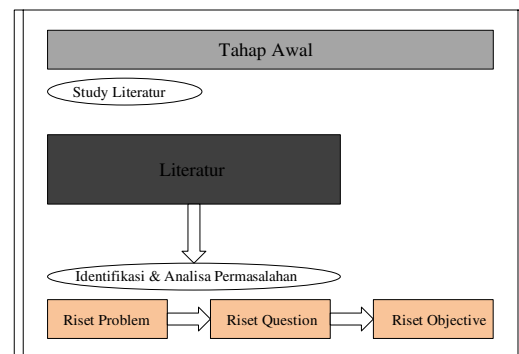 Tahap Awal
Study Literatur
Literatur
Identifikasi & Analisa Permasalahan
Riset Problem
Riset Question
Riset Objective